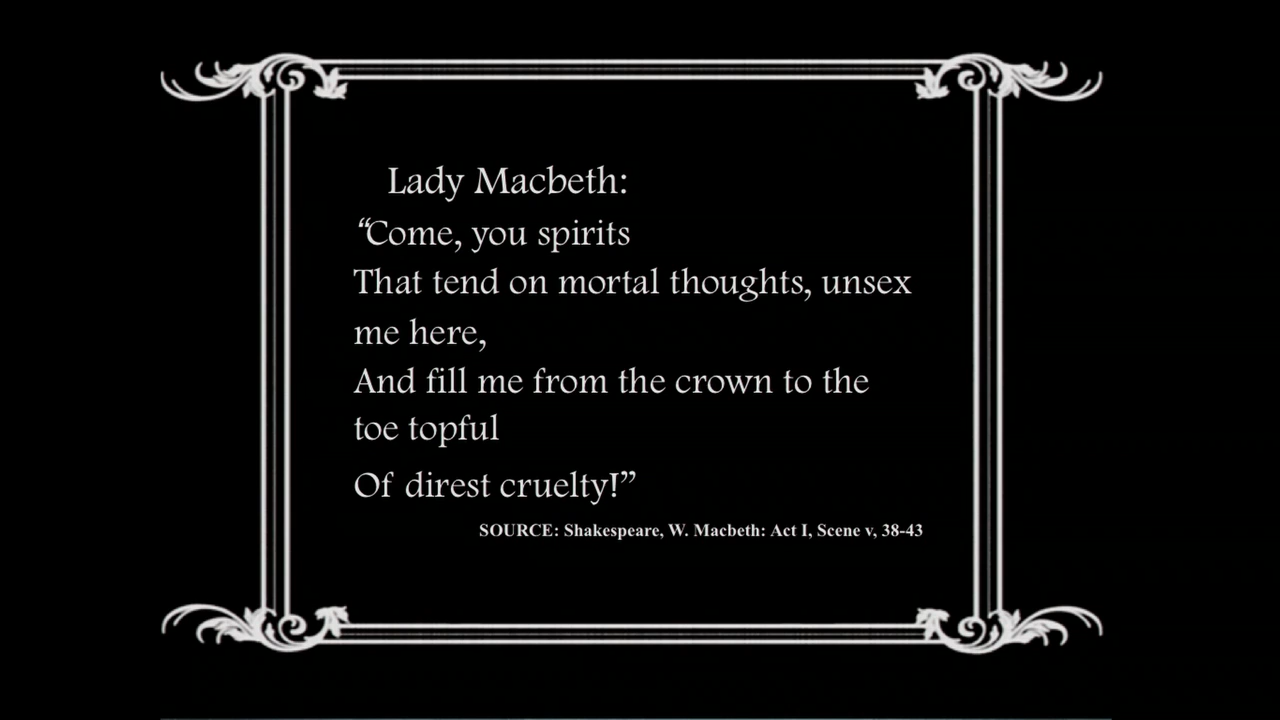 Lady Macbeth:
“Come, you spirits
That tend on mortal thoughts, unsex
me here,
And fill me from the crown to the
toe topful
Of direst cruelty!”
SOURCE: Shakespeare, W. Macbeth: Act I, Scene v, 38-43